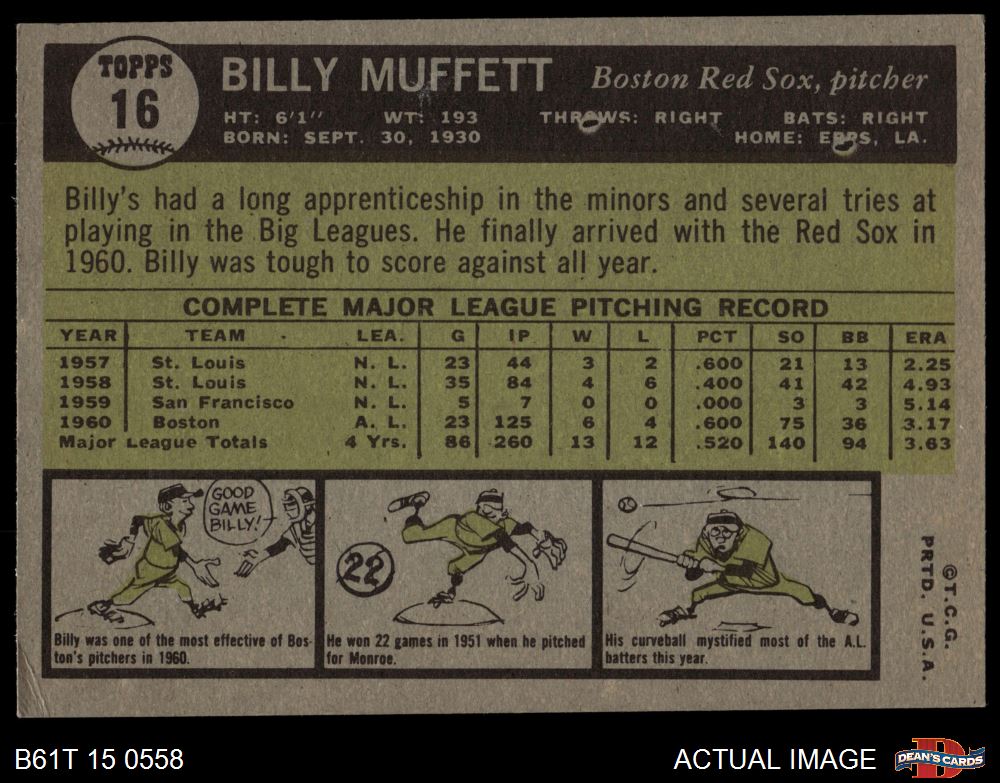 TOPPS
16
BILLY MUFFETT Boston Red Sox, pitcher
HT: 6'1" WT: 193 THROWS: RIGHT BATS: RIGHT
BORN: SEPT. 30, 1930 HOME: EPPS, LA.
Billy's had a long apprenticeship in the minors and several tries at
playing in the Big Leagues. He finally arrived with the Red Sox in
1960. Billy was tough to score against all year.
COMPLETE MAJOR LEAGUE PITCHING RECORD
YEAR TEAM LEA. G IP W L PCT SO BB ERA
1957 St. Louis N. L. 23 44 3 2 .600 21 13 2.25
1958 St. Louis N. L. 35 84 4 6 .400 41 42 4.93
1959 San Francisco N. L. 5 7 0 0 .000 3 3 5.14
1960 Boston A. L. 23 125 6 4 .600 75 36 3.17
Major League Totals 4 Yrs. 86 260 13 12 .520 140 94 3.63
GOOD
GAME
BILLY!
Billy was one of the most effective of Bos-
ton's pitchers in 1960.
22
He won 22 games in 1951 when he pitched
for Monroe.
His curveball mystified most of the A.L.
batters this year.
©T.C.G.
PRTD. U.S.A.
B61T 15 0558
ACTUAL IMAGE
D
DEAN'S CARDS